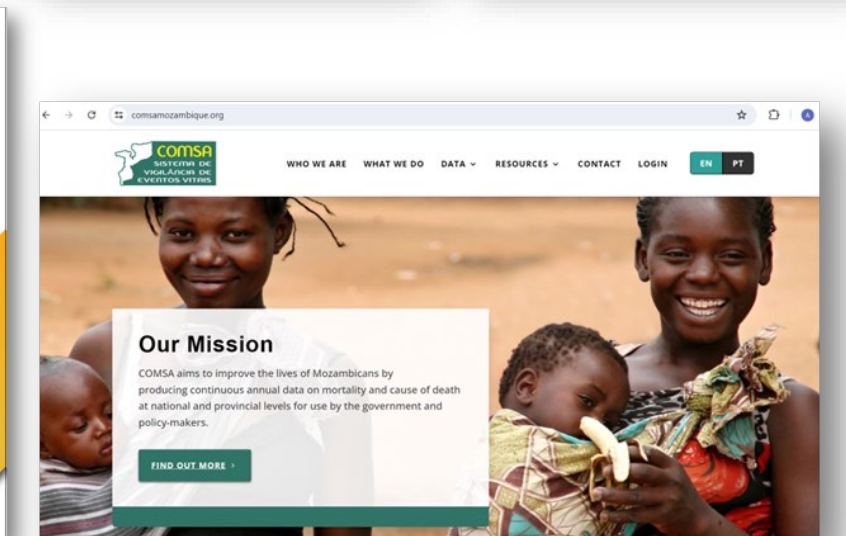 comsamozambique.org
COMSA
SISTEMA DE
VIGILÂNCIA DE
EVENTOS VITAIS
WHO WE ARE WHAT WE DO DATA RESOURCES CONTACT LOGIN EN PT
Our Mission
COMSA aims to improve the lives of Mozambicans by
producing continuous annual data on mortality and cause of death
at national and provincial levels for use by the government and
policy-makers.
FIND OUT MORE